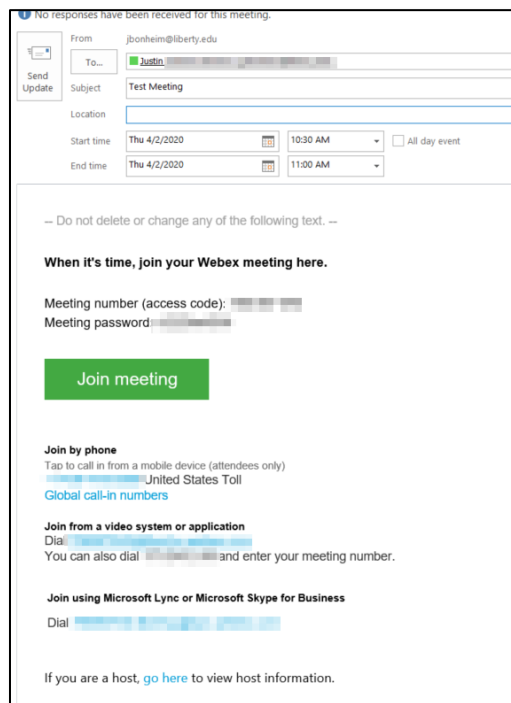 No responses have been received for this meeting.
From jbonheim@liberty.edu
To... Justin
Send
Update
Subject Test Meeting
Location
Start time Thu 4/2/2020 10:30 AM All day event
End time Thu 4/2/2020 11:00 AM
-- Do not delete or change any of the following text. --
When it's time, join your Webex meeting here.
Meeting number (access code):
Meeting password:
Join meeting
Join by phone
Tap to call in from a mobile device (attendees only)
United States Toll
Global call-in numbers
Join from a video system or application
Dial
You can also dial and enter your meeting number.
Join using Microsoft Lync or Microsoft Skype for Business
Dial
If you are a host, go here to view host information.